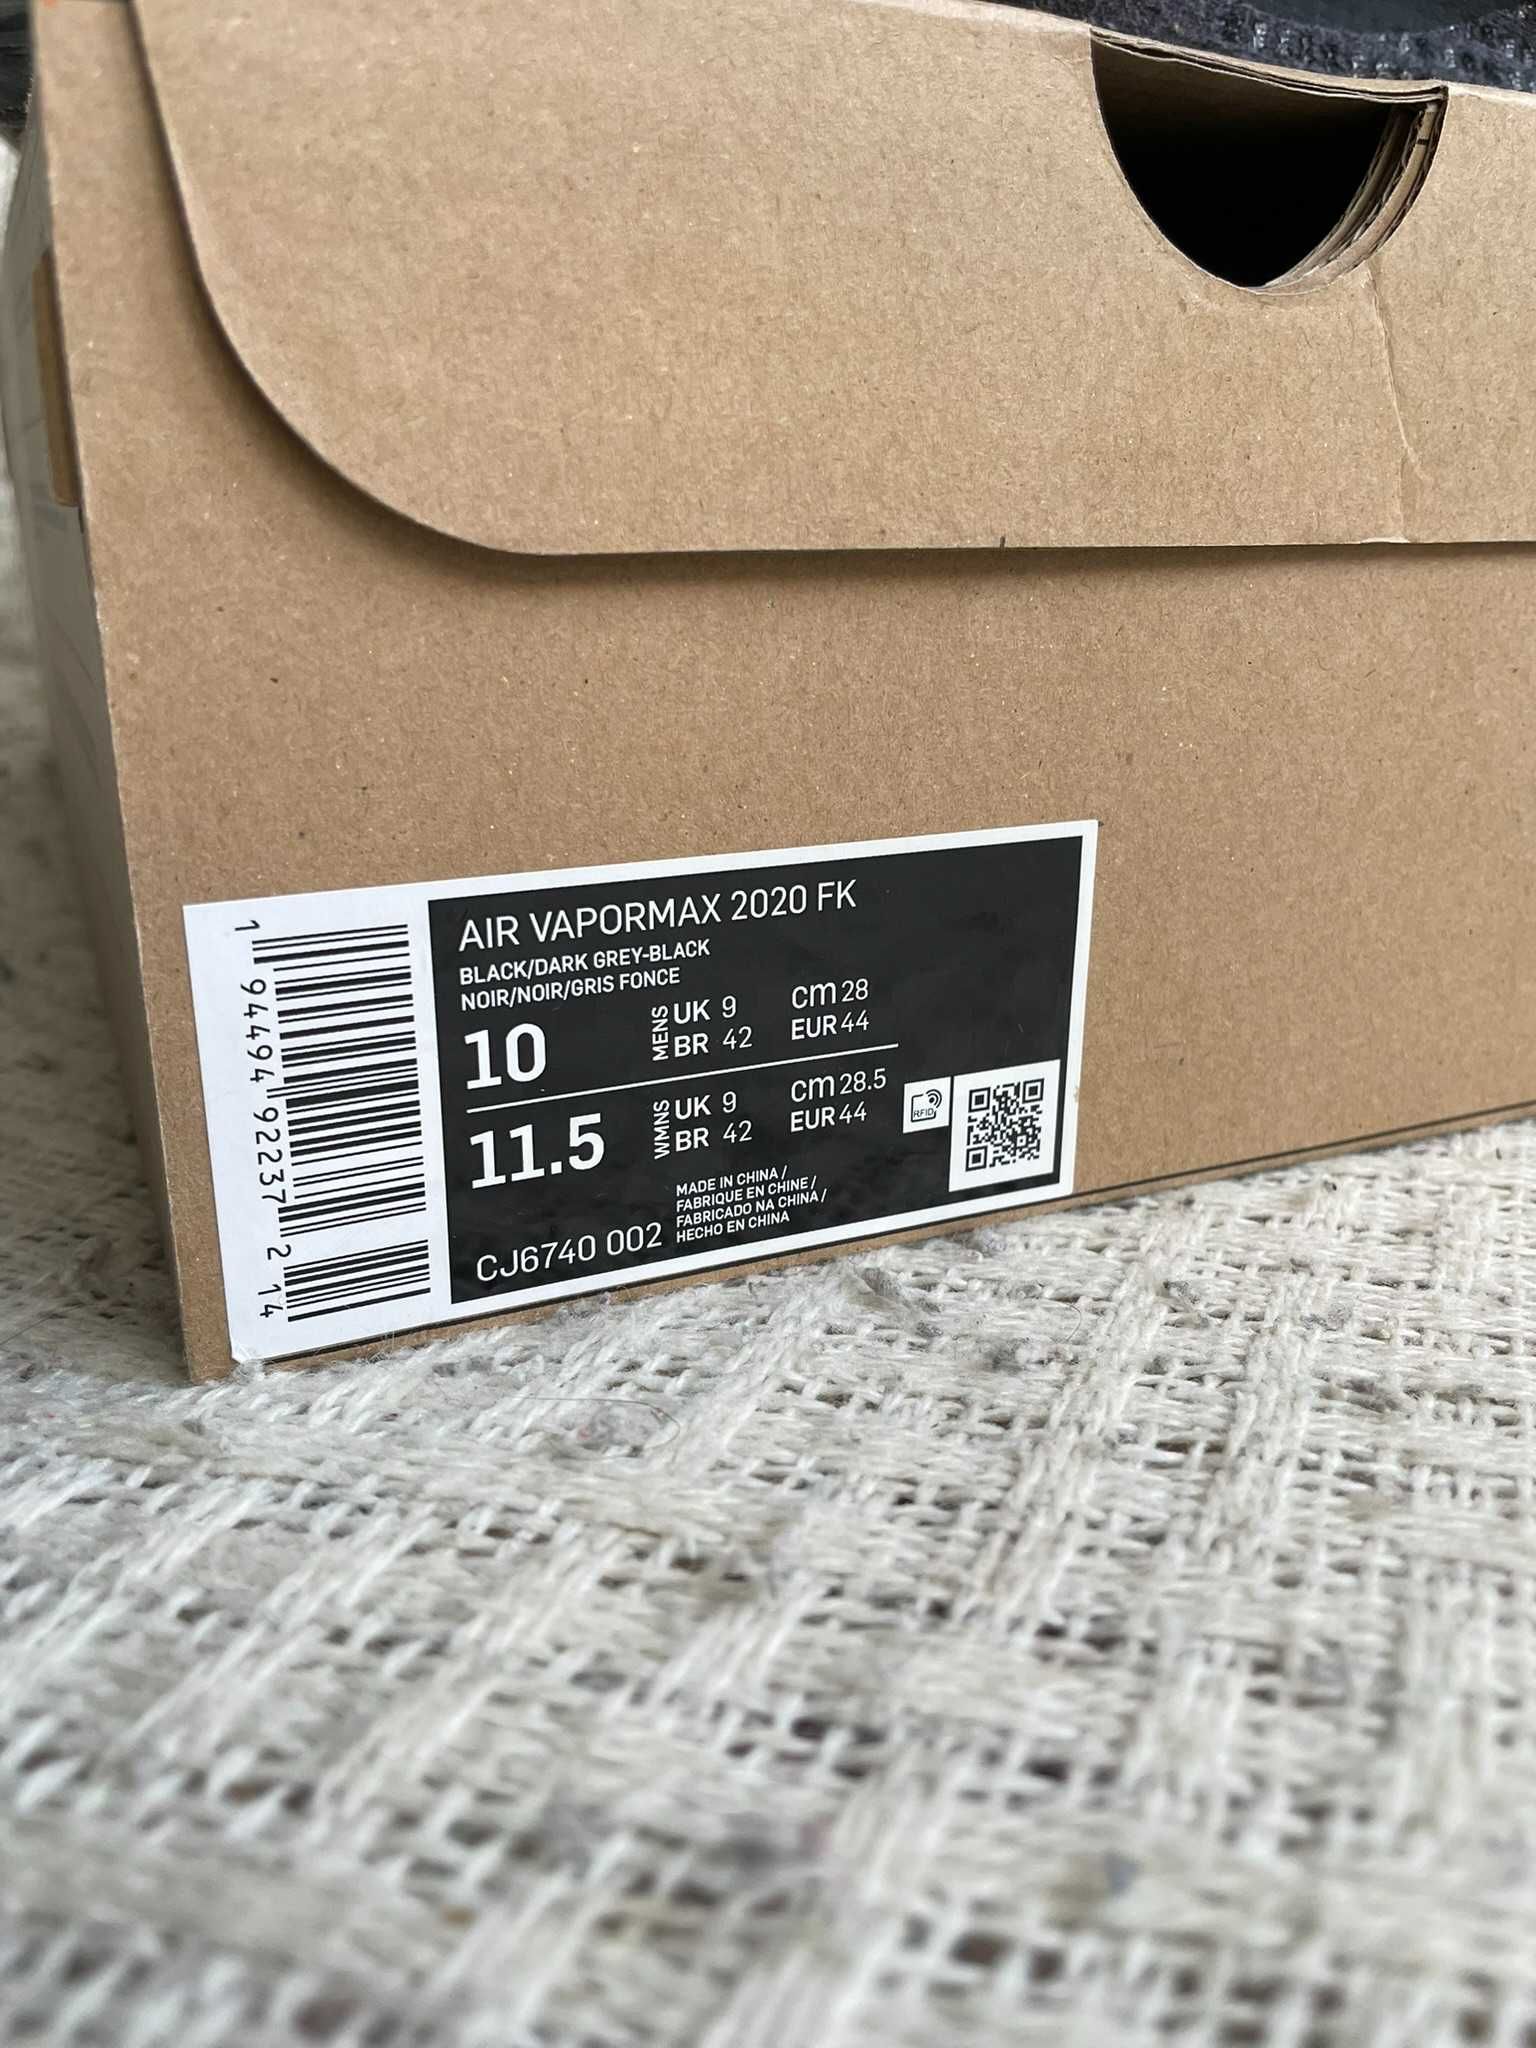 AIR VAPORMAX 2020 FK
BLACK/DARK GREY-BLACK
NOIR/NOIR/GRIS FONCE
10
MENS
UK 9
BR 42
cm 28
EUR 44
11.5
WMNS
UK 9
BR 42
cm 28.5
EUR 44
RFID
MADE IN CHINA /
FABRIQUE EN CHINE /
FABRICADO NA CHINA /
HECHO EN CHINA
CJ6740 002
1 94494 92237 2 14